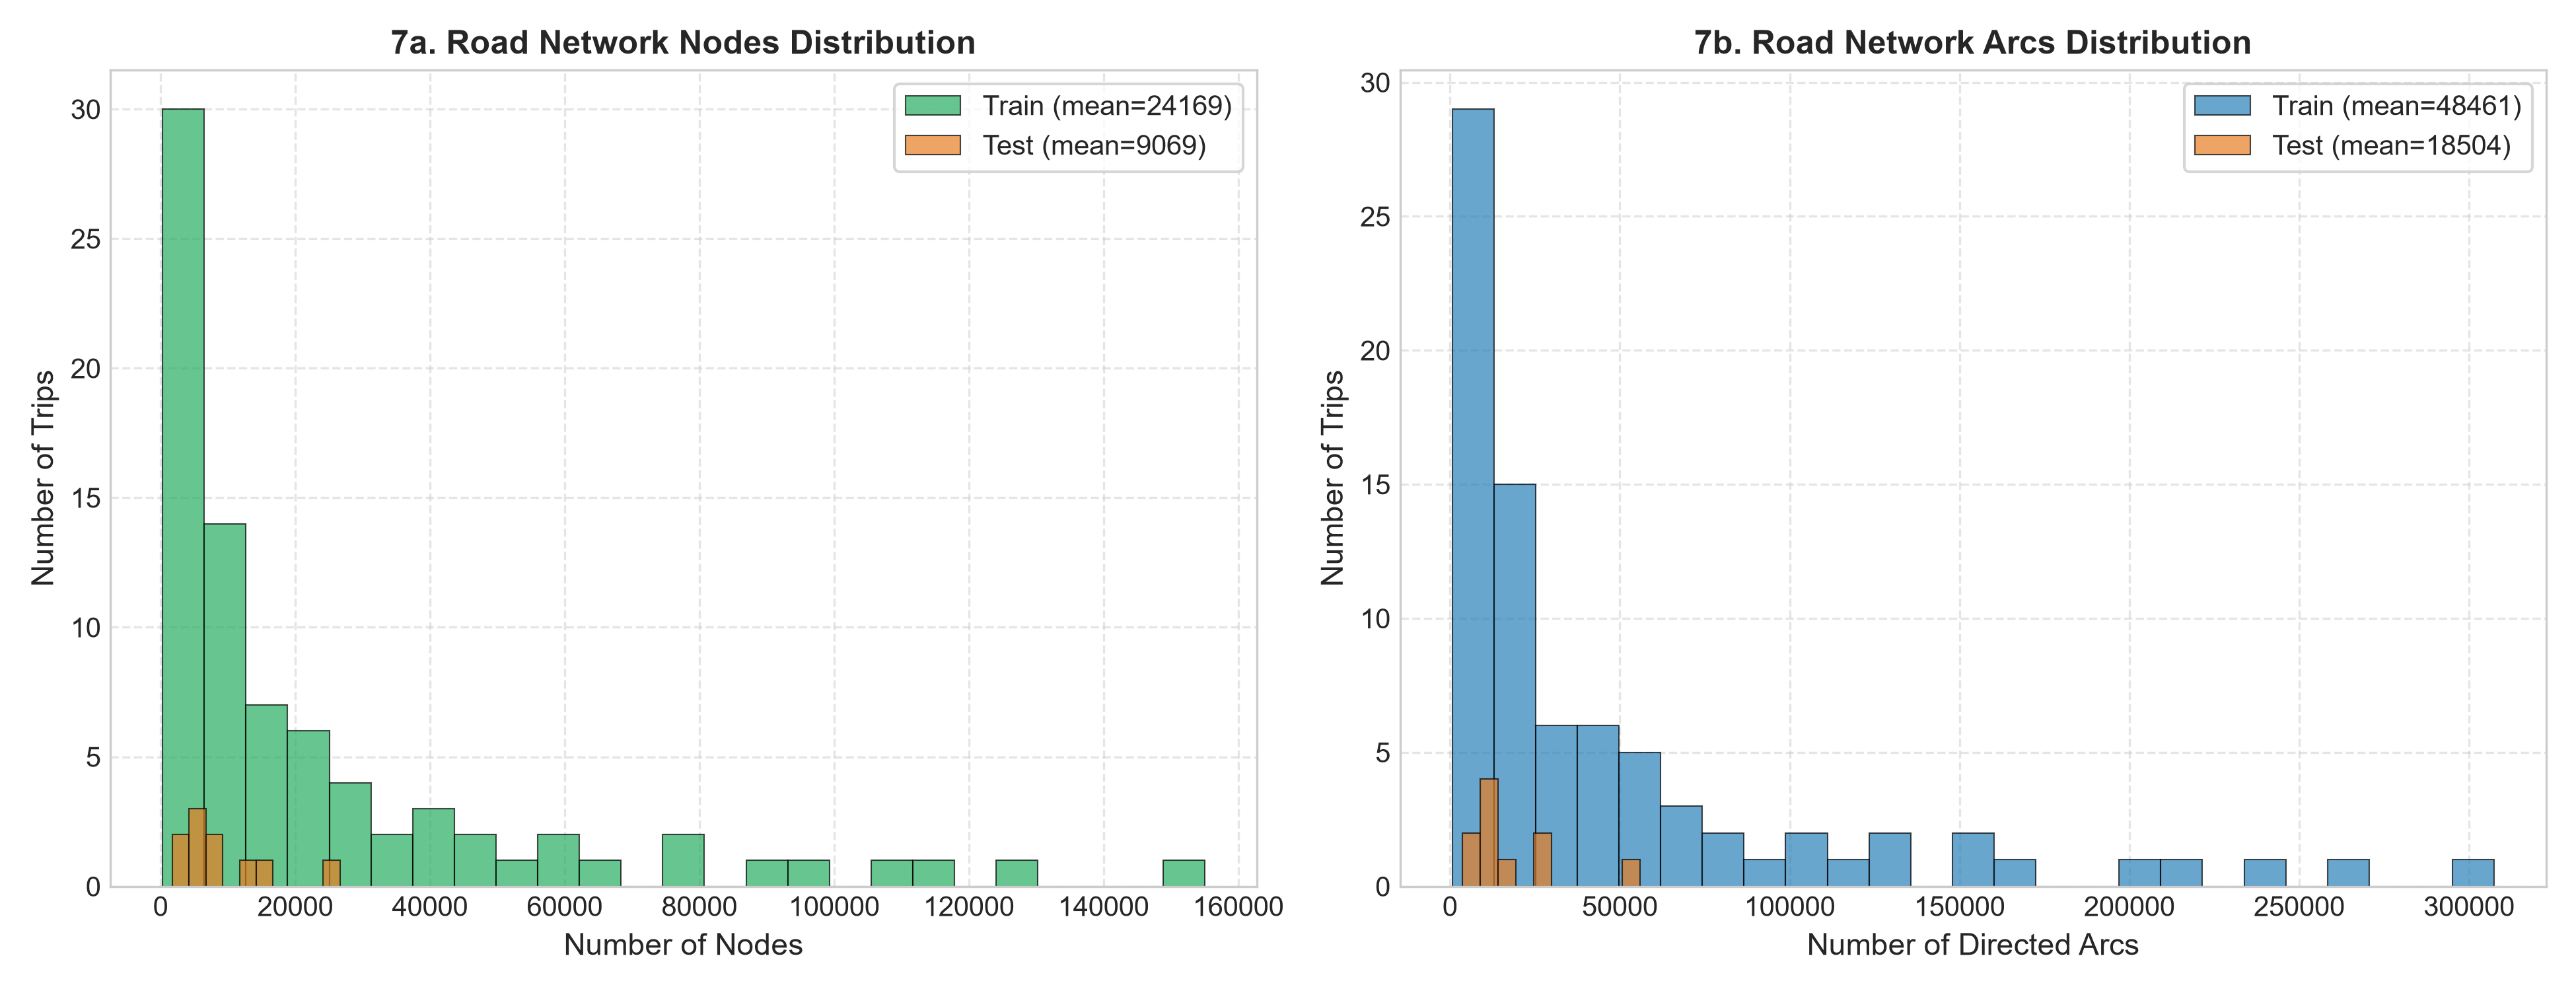 7a. Road Network Nodes Distribution
Train (mean=24169)
Test (mean=9069)
Number of Trips
30
25
20
15
10
5
0
0 20000 40000 60000 80000 100000 120000 140000 160000
Number of Nodes
7b. Road Network Arcs Distribution
Train (mean=48461)
Test (mean=18504)
Number of Trips
30
25
20
15
10
5
0
0 50000 100000 150000 200000 250000 300000
Number of Directed Arcs